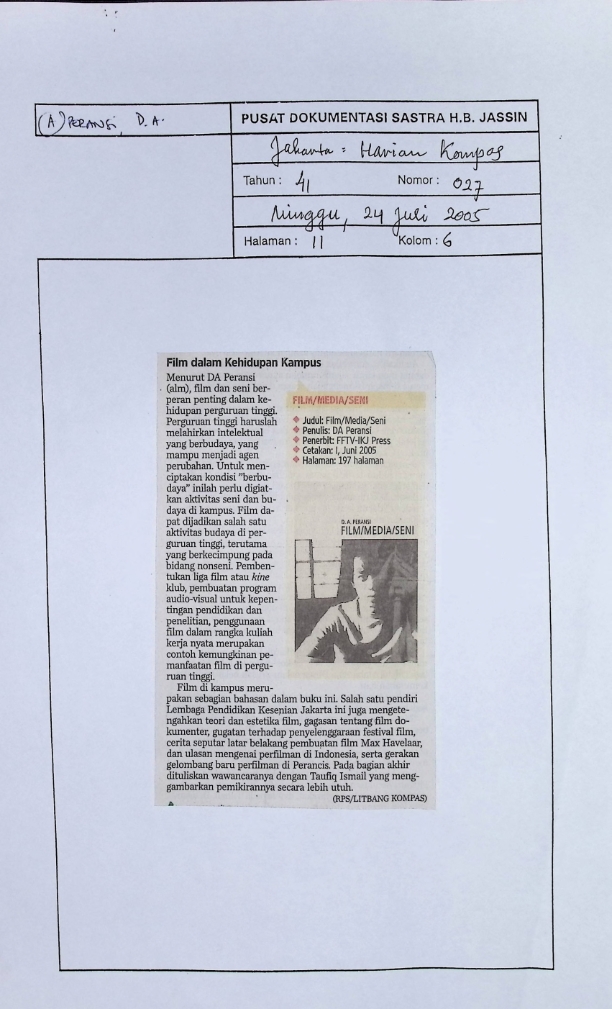 (A) PERANSI, D.A.
PUSAT DOKUMENTASI SASTRA H.B. JASSIN
Jakarta : Harian Kompas
Tahun : 41 Nomor : 027
Minggu, 24 Juli 2005
Halaman : 11 Kolom : 6
Film dalam Kehidupan Kampus
Menurut DA Peransi
(alm), film dan seni ber-
peran penting dalam ke-
hidupan perguruan tinggi.
Perguruan tinggi haruslah
melahirkan intelektual
yang berbudaya, yang
mampu menjadi agen
perubahan. Untuk men-
ciptakan kondisi "berbu-
daya" inilah perlu digiat-
kan aktivitas seni dan bu-
daya di kampus. Film da-
pat dijadikan salah satu
aktivitas budaya di per-
guruan tinggi, terutama
yang berkecimpung pada
bidang nonseni. Pemben-
tukan liga film atau kine
klub, pembuatan program
audio-visual untuk kepen-
tingan pendidikan dan
penelitian, penggunaan
film dalam rangka kuliah
kerja nyata merupakan
contoh kemungkinan pe-
manfaatan film di pergu-
ruan tinggi.
FILM/MEDIA/SENI
Judul: Film/Media/Seni
Penulis: DA Peransi
Penerbit: FFTV-IKJ Press
Cetakan: I, Juni 2005
Halaman: 197 halaman
D.A. PERANSI
FILM/MEDIA/SENI
Film di kampus meru-
pakan sebagian bahasan dalam buku ini. Salah satu pendiri
Lembaga Pendidikan Kesenian Jakarta ini juga mengete-
ngahkan teori dan estetika film, gagasan tentang film do-
kumenter, gugatan terhadap penyelenggaraan festival film,
cerita seputar latar belakang pembuatan film Max Havelaar,
dan ulasan mengenai perfilman di Indonesia, serta gerakan
gelombang baru perfilman di Perancis. Pada bagian akhir
dituliskan wawancaranya dengan Taufiq Ismail yang meng-
gambarkan pemikirannya secara lebih utuh.
(RPS/LITBANG KOMPAS)